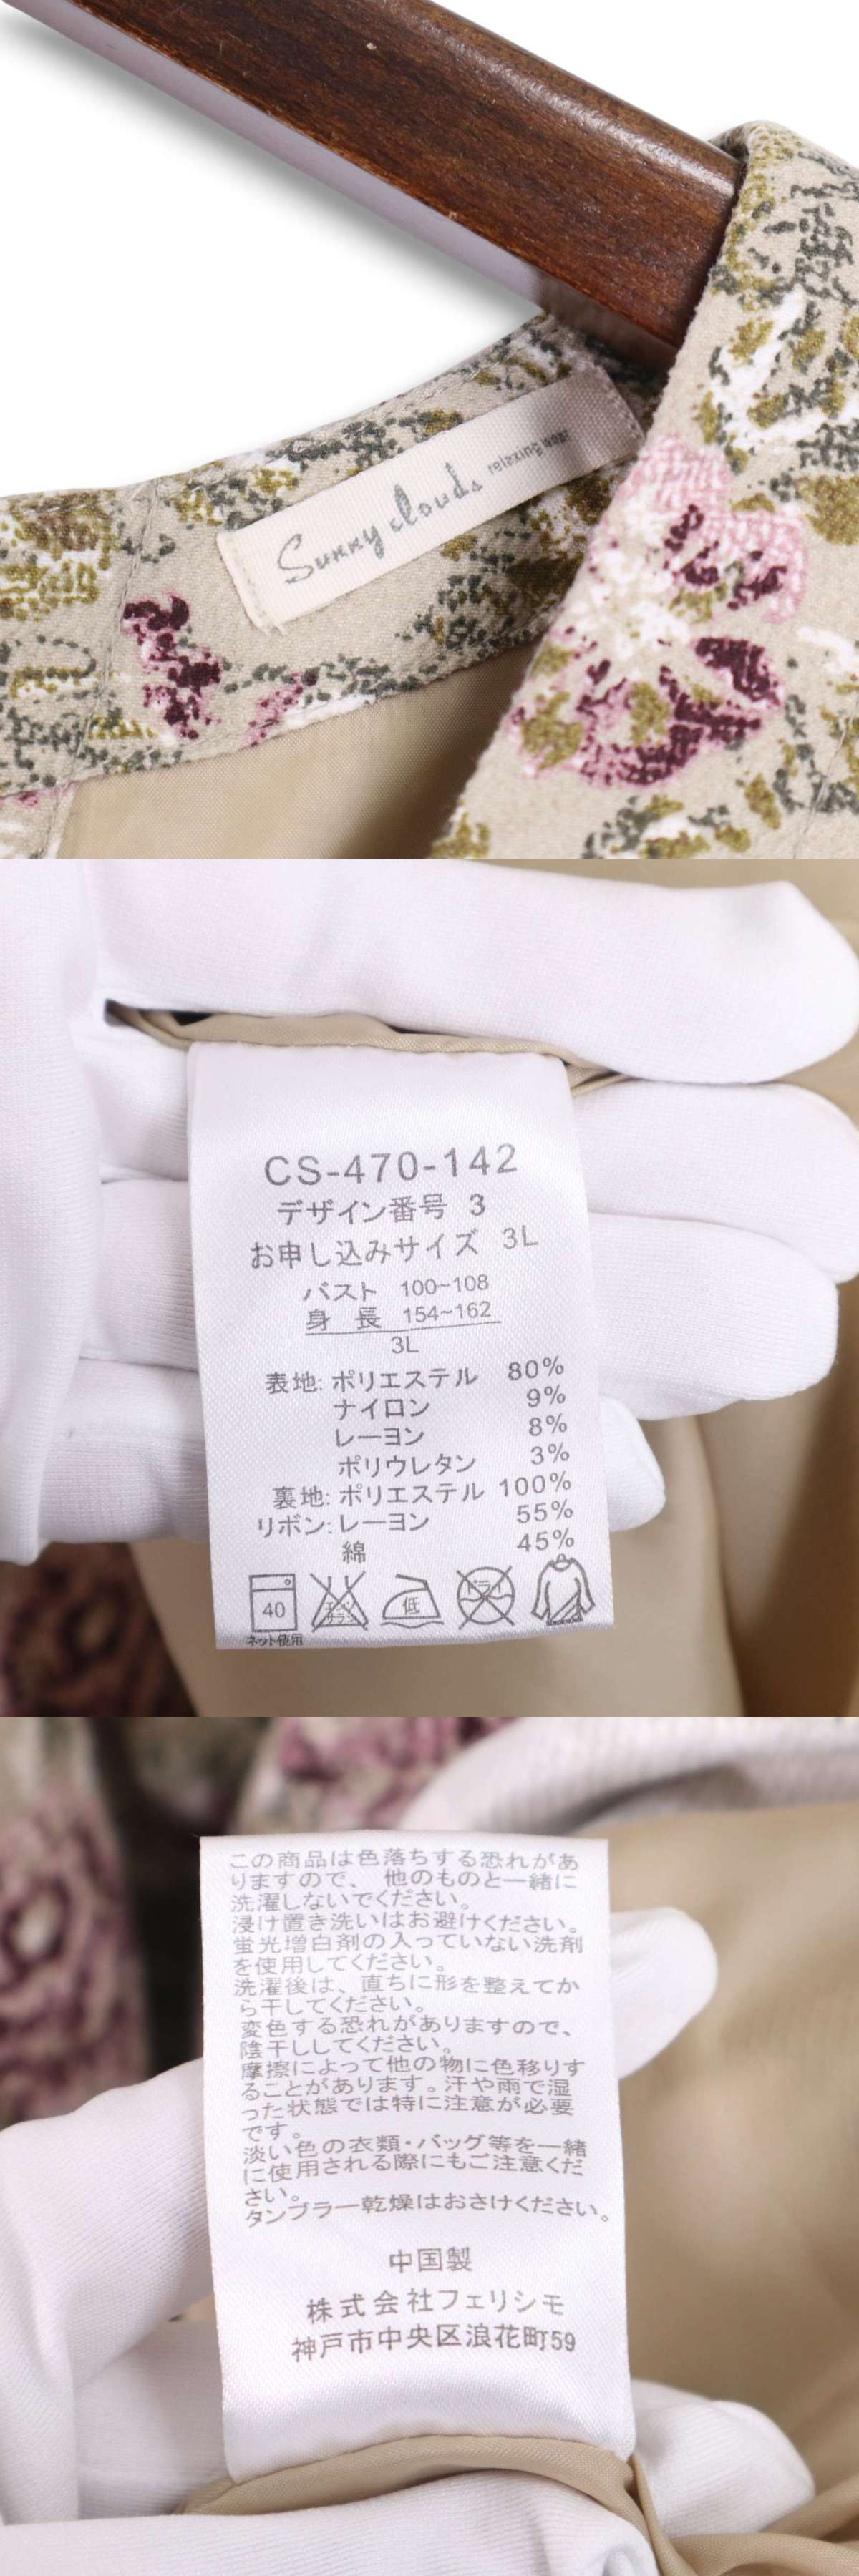 Sunny clouds relaxing wear
CS-470-142
デザイン番号 3
お申し込みサイズ 3L
バスト 100~108
身 長 154~162
3L
表地: ポリエステル 80%
ナイロン 9%
レーヨン 8%
ポリウレタン 3%
裏地: ポリエステル 100%
リボン: レーヨン 55%
綿 45%
40 エンソサラシ 低 ドライ
ネット使用
この商品は色落ちする恐れがあ
りますので、 他のものと一緒に
洗濯しないでください。
浸け置き洗いはお避けください。
蛍光増白剤の入っていない洗剤
を使用してください。
洗濯後は、直ちに形を整えてか
ら干してください。
変色する恐れがありますので、
陰干ししてください。
摩擦によって他の物に色移りす
ることがあります。汗や雨で湿
った状態では特に注意が必要
です。
淡い色の衣類・バッグ等を一緒
に使用される際にもご注意くだ
さい。
タンブラー乾燥はおさけください。
中国製
株式会社フェリシモ
神戸市中央区浪花町59